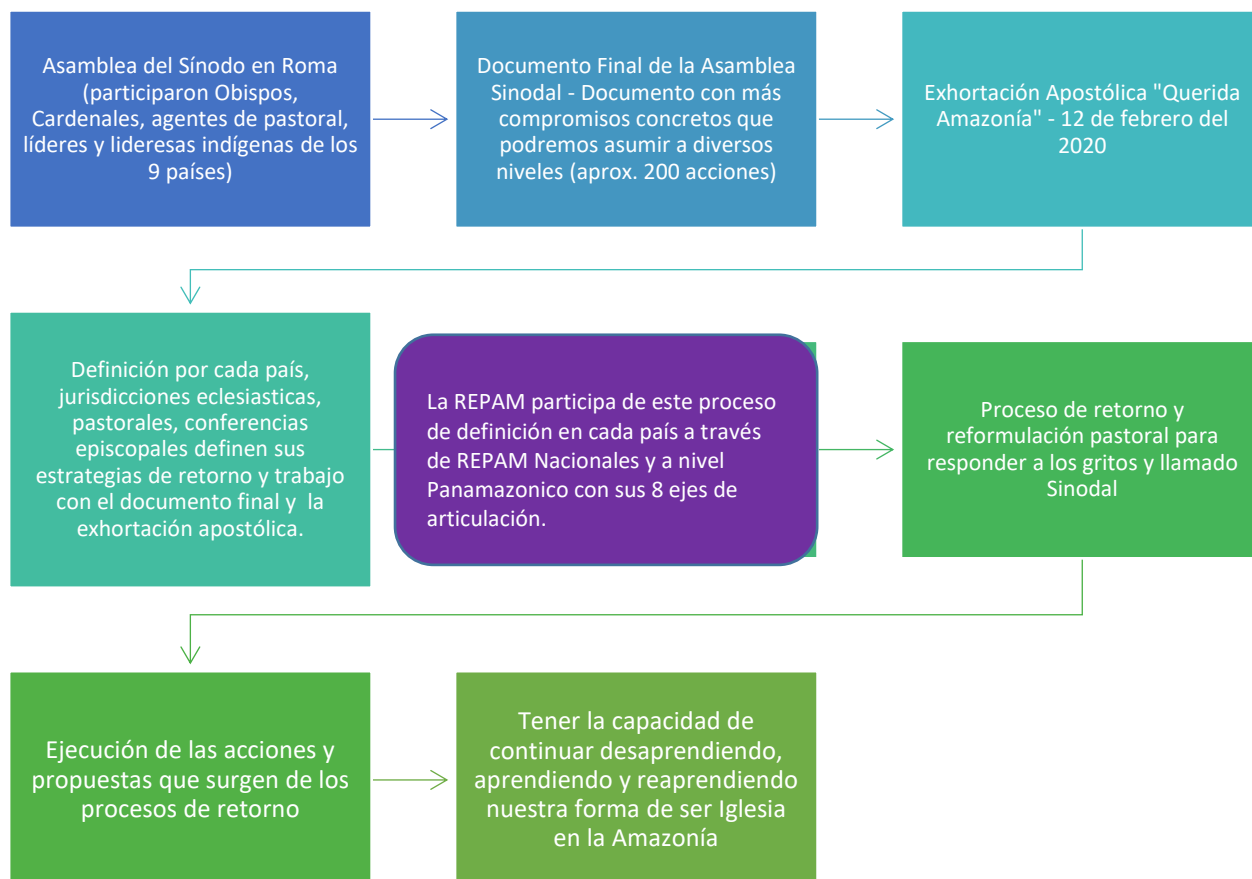 Asamblea del Sínodo en Roma
(participaron Obispos,
Cardenales, agentes de pastoral,
líderes y lideresas indígenas de los
9 países)
Documento Final de la Asamblea
Sinodal - Documento con más
compromisos concretos que
podremos asumir a diversos
niveles (aprox. 200 acciones)
Exhortación Apostólica "Querida
Amazonía" - 12 de febrero del
2020
Definición por cada país,
jurisdicciones eclesiasticas,
pastorales, conferencias
episcopales definen sus
estrategias de retorno y trabajo
con el documento final y la
exhortación apostólica.
La REPAM participa de este proceso
de definición en cada país a través
de REPAM Nacionales y a nivel
Panamazonico con sus 8 ejes de
articulación.
Proceso de retorno y
reformulación pastoral para
responder a los gritos y llamado
Sinodal
Ejecución de las acciones y
propuestas que surgen de los
procesos de retorno
Tener la capacidad de
continuar desaprendiendo,
aprendiendo y reaprendiendo
nuestra forma de ser Iglesia
en la Amazonía